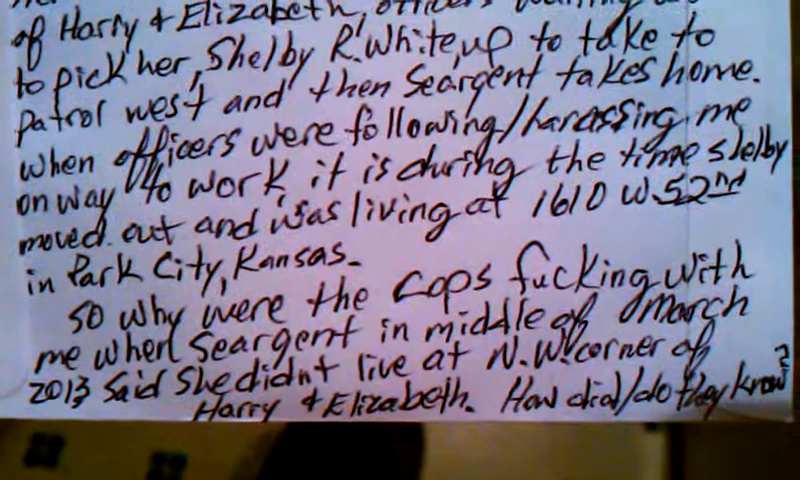 of Harry & Elizabeth, officers
to pick her, Shelby R. White, up to take to
patrol west and then Seargent takes home.
when officers were following/harassing me
on way to work it is during the time shelby
moved out and was living at 1610 W. 52nd
in Park City, Kansas.
so why were the cops fucking with
me when Seargent in middle of March
2013 said she didnt live at N.W. corner of
Harry & Elizabeth. How did/do they know?